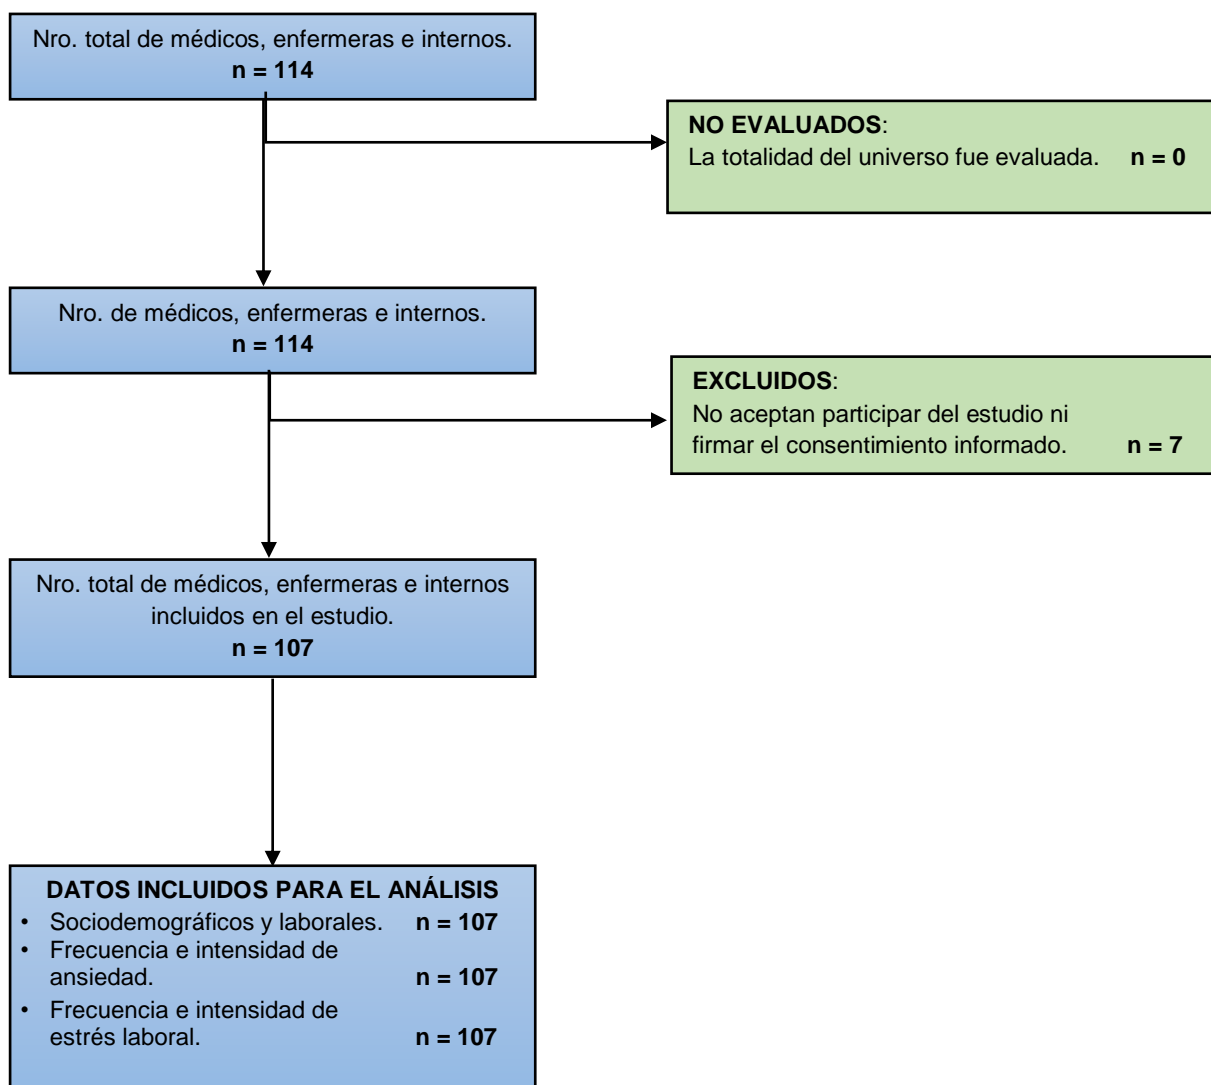 Nro. total de médicos, enfermeras e internos.
n = 114
NO EVALUADOS:
La totalidad del universo fue evaluada. n = 0
Nro. de médicos, enfermeras e internos.
n = 114
EXCLUIDOS:
No aceptan participar del estudio ni
firmar el consentimiento informado. n = 7
Nro. total de médicos, enfermeras e internos
incluidos en el estudio.
n = 107
DATOS INCLUIDOS PARA EL ANÁLISIS
• Sociodemográficos y laborales. n = 107
• Frecuencia e intensidad de
ansiedad. n = 107
• Frecuencia e intensidad de
estrés laboral. n = 107